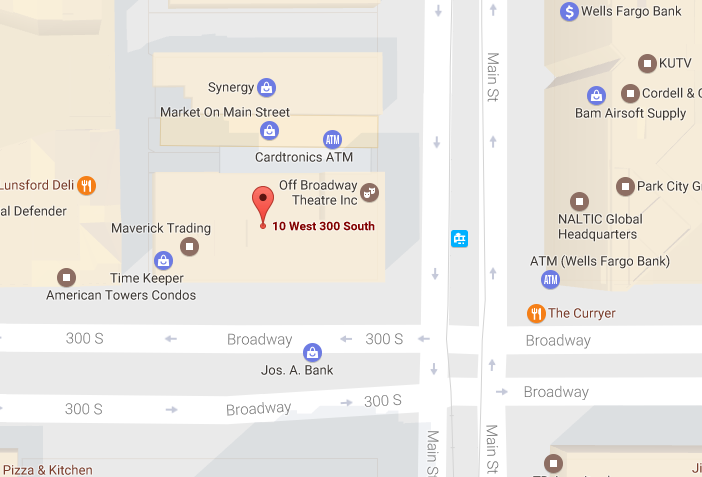 Wells Fargo Bank
KUTV
Synergy
Main St
Cordell & C
Market On Main Street
Bam Airsoft Supply
ATM
Cardtronics ATM
Lunsford Deli
Off Broadway
Theatre Inc
Park City G
al Defender
10 West 300 South
NALTIC Global
Headquarters
Maverick Trading
ATM (Wells Fargo Bank)
ATM
Time Keeper
American Towers Condos
The Curryer
300 S
Broadway
300 S
Broadway
Jos. A. Bank
Broadway
300 S
Broadway
300 S
Main St
Main St
Pizza & Kitchen
Ji